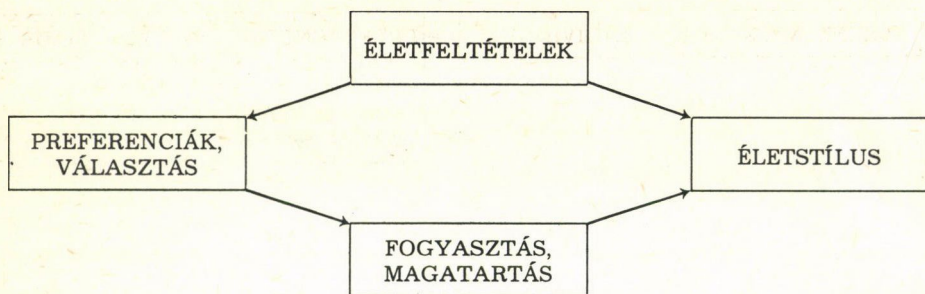 ÉLETFELTÉTELEK
PREFERENCIÁK,
VÁLASZTÁS
ÉLETSTÍLUS
FOGYASZTÁS,
MAGATARTÁS